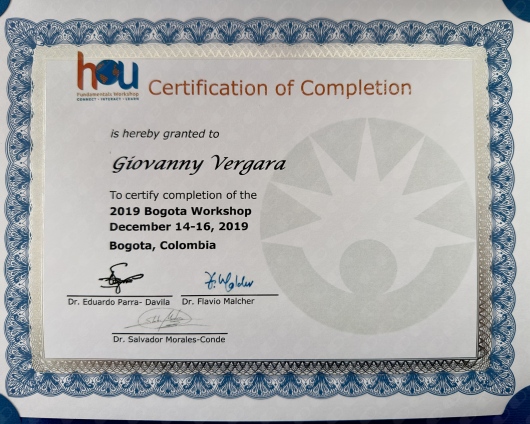 hou
Fundamentals Workshop
CONNECT • INTERACT • LEARN
Certification of Completion
is hereby granted to
Giovanny Vergara
To certify completion of the
2019 Bogota Workshop
December 14-16, 2019
Bogota, Colombia
Dr. Eduardo Parra- Davila
Dr. Flavio Malcher
Dr. Salvador Morales-Conde